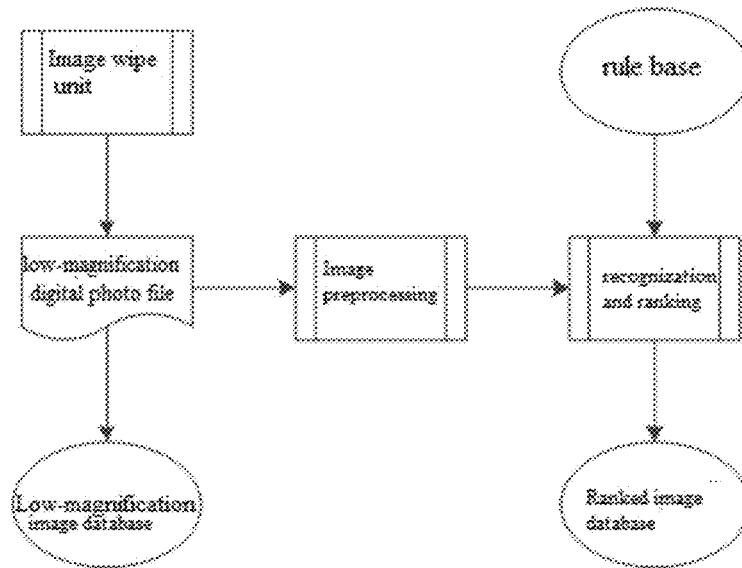 Image wipe
unit
rule base
low-magnification
digital photo file
Image
preprocessing
recognization
and ranking
Low-magnification
image database
Ranked image
database